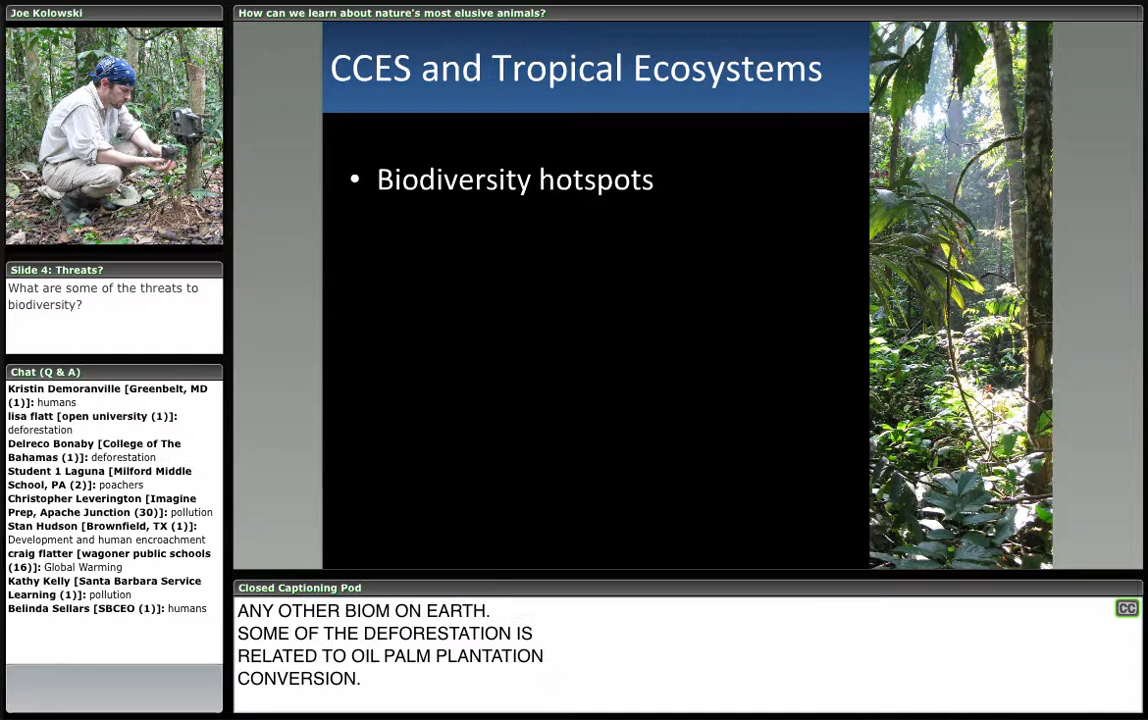 Joe Kolowski
How can we learn about nature's most elusive animals?
CCES and Tropical Ecosystems
• Biodiversity hotspots
Slide 4: Threats?
What are some of the threats to
biodiversity?
Chat (Q & A)
Kristin Demoranville [Greenbelt, MD
(1)]: humans
lisa flatt [open university (1)]:
deforestation
Delreco Bonaby [College of The
Bahamas (1)]: deforestation
Student 1 Laguna [Milford Middle
School, PA (2)]: poachers
Christopher Leverington [Imagine
Prep, Apache Junction (30)]: pollution
Stan Hudson [Brownfield, TX (1)]:
Development and human encroachment
craig flatter [wagoner public schools
(16)]: Global Warming
Kathy Kelly [Santa Barbara Service
Learning (1)]: pollution
Belinda Sellars [SBCEO (1)]: humans
Closed Captioning Pod
CC
ANY OTHER BIOM ON EARTH.
SOME OF THE DEFORESTATION IS
RELATED TO OIL PALM PLANTATION
CONVERSION.